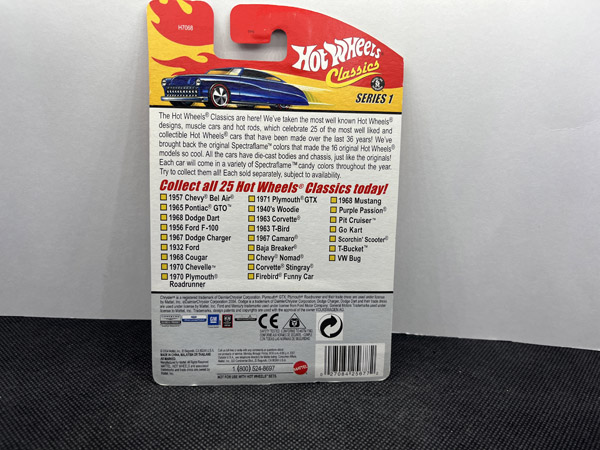 H7068
HOT WHEELS
Classics
SERIES 1
The Hot Wheels® Classics are here! We've taken the most well known Hot Wheels®
designs, muscle cars and hot rods, which celebrate 25 of the most well liked and
collectible Hot Wheels® cars that have been made over the last 36 years! We've
brought back the original Spectraflame™ colors that made the 16 original Hot Wheels®
models so cool. All the cars have die-cast bodies and chassis, just like the originals!
Each car will come in a variety of Spectraflame™ candy colors throughout the year.
Try to collect them all! Each sold separately, subject to availability.
Collect all 25 Hot Wheels® Classics today!
1957 Chevy® Bel Air®
1965 Pontiac® GTO™
1968 Dodge Dart
1956 Ford F-100
1967 Dodge Charger
1932 Ford
1968 Cougar
1970 Chevelle™
1970 Plymouth®
Roadrunner
1971 Plymouth® GTX
1940's Woodie
1963 Corvette®
1963 T-Bird
1967 Camaro®
Baja Breaker®
Chevy® Nomad®
Corvette® Stingray®
Firebird® Funny Car
1968 Mustang
Purple Passion®
Pit Cruiser™
Go Kart
Scorchin' Scooter®
T-Bucket™
VW Bug
CE
1 (800) 524-8697
NOT FOR USE WITH HOT WHEELS® SETS.
MATTEL